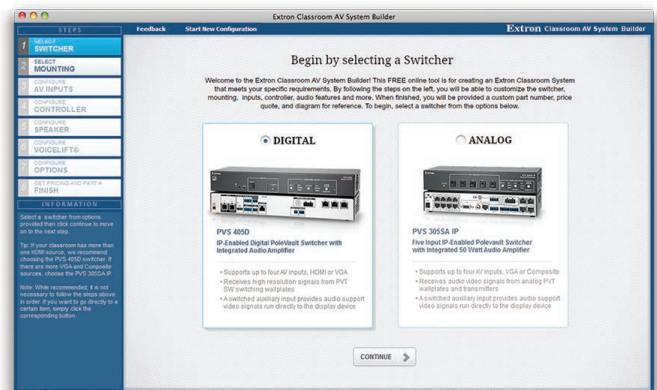 Extron Classroom AV System Builder
STEPS
Feedback
Start New Configuration
Extron Classroom AV System Builder
1 SELECT
SWITCHER
2 SELECT
MOUNTING
3 CONFIGURE
AV INPUTS
4 CONFIGURE
CONTROLLER
5 CONFIGURE
SPEAKER
6 CONFIGURE
VOICELIFT®
7 CONFIGURE
OPTIONS
8 GET PRICING AND PART #
FINISH
INFORMATION
Select a switcher from options
provided then click continue to move
on to the next step.
Tip: If your classroom has more than
one HDMI source, we recommend
choosing the PVS 405D switcher. If
there are more VGA and Composite
sources, choose the PVS 305SA IP.
Note: While recommended, it is not
necessary to follow the steps above
in order. If you want to go directly to a
certain item, simply click the
corresponding button.
Begin by selecting a Switcher
Welcome to the Extron Classroom AV System Builder! This FREE online tool is for creating an Extron Classroom System
that meets your specific requirements. By following the steps on the left, you will be able to customize the switcher,
mounting, inputs, controller, audio features and more. When finished, you will be provided a custom part number, price
quote, and diagram for reference. To begin, select a switcher from the options below.
DIGITAL
PVS 405D
IP-Enabled Digital PoleVault Switcher with
Integrated Audio Amplifier
• Supports up to four AV inputs, HDMI or VGA
• Receives high resolution signals from PVT
SW switching wallplates
• A switched auxiliary input provides audio support
video signals run directly to the display device
ANALOG
PVS 305SA IP
Five Input IP-Enabled Polevault Switcher
with Integrated 50 Watt Audio Amplifier
• Supports up to four AV inputs, VGA or Composite
• Receives audio video signals from analog PVT
wallplates and transmitters
• A switched auxiliary input provides audio support
video signals run directly to the display device
CONTINUE